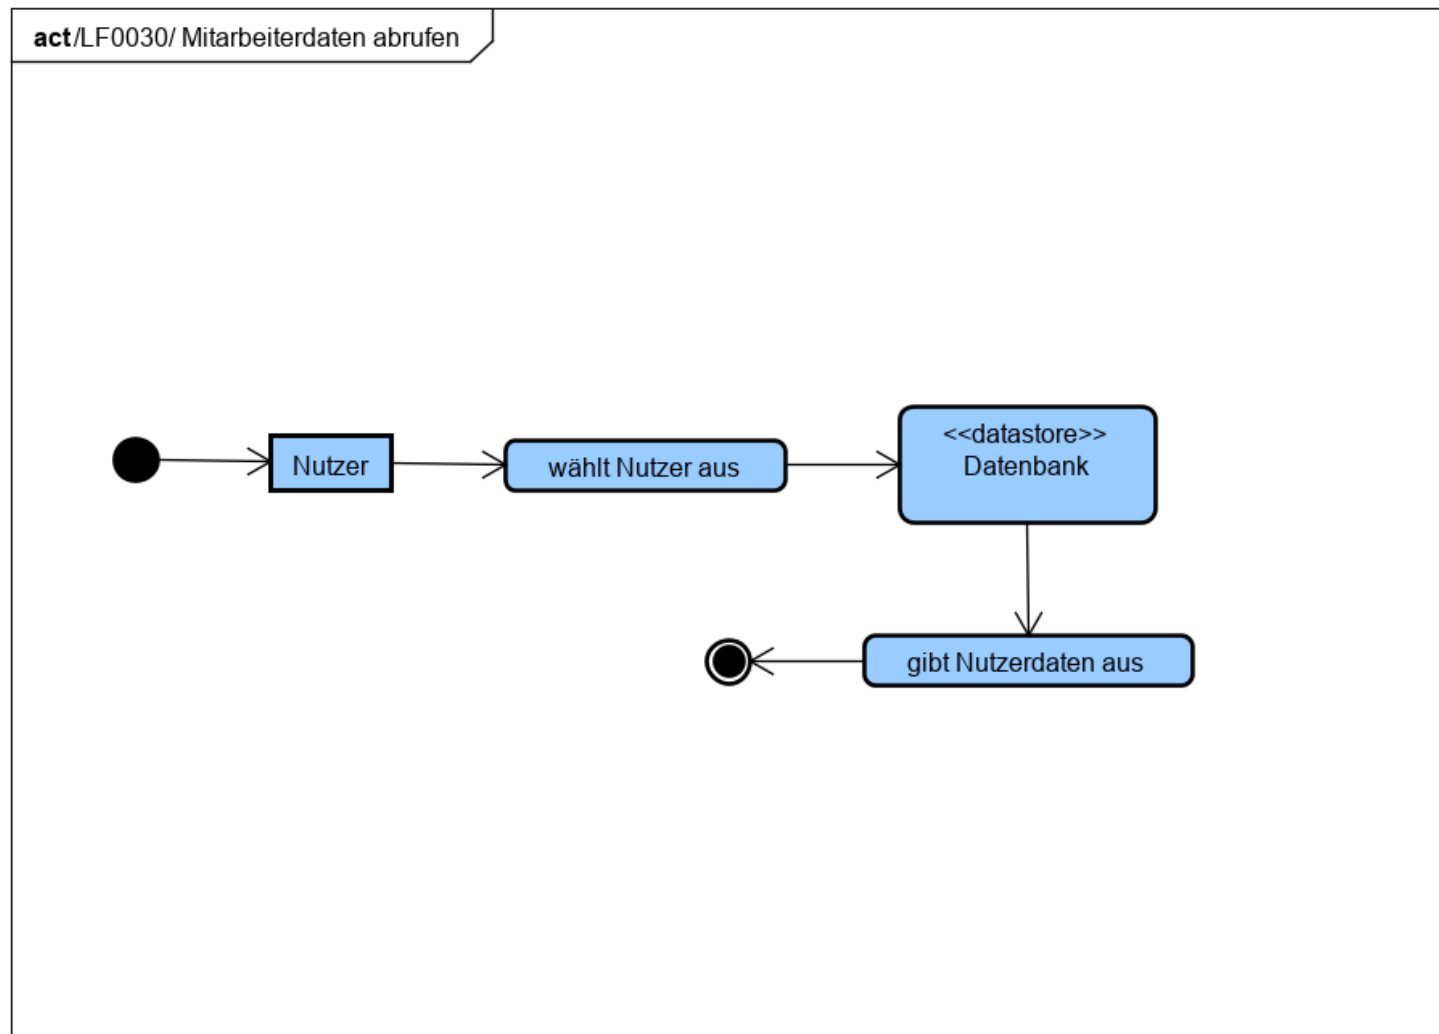 act/LF0030/ Mitarbeiterdaten abrufen
Nutzer
wählt Nutzer aus
<<datastore>>
Datenbank
gibt Nutzerdaten aus